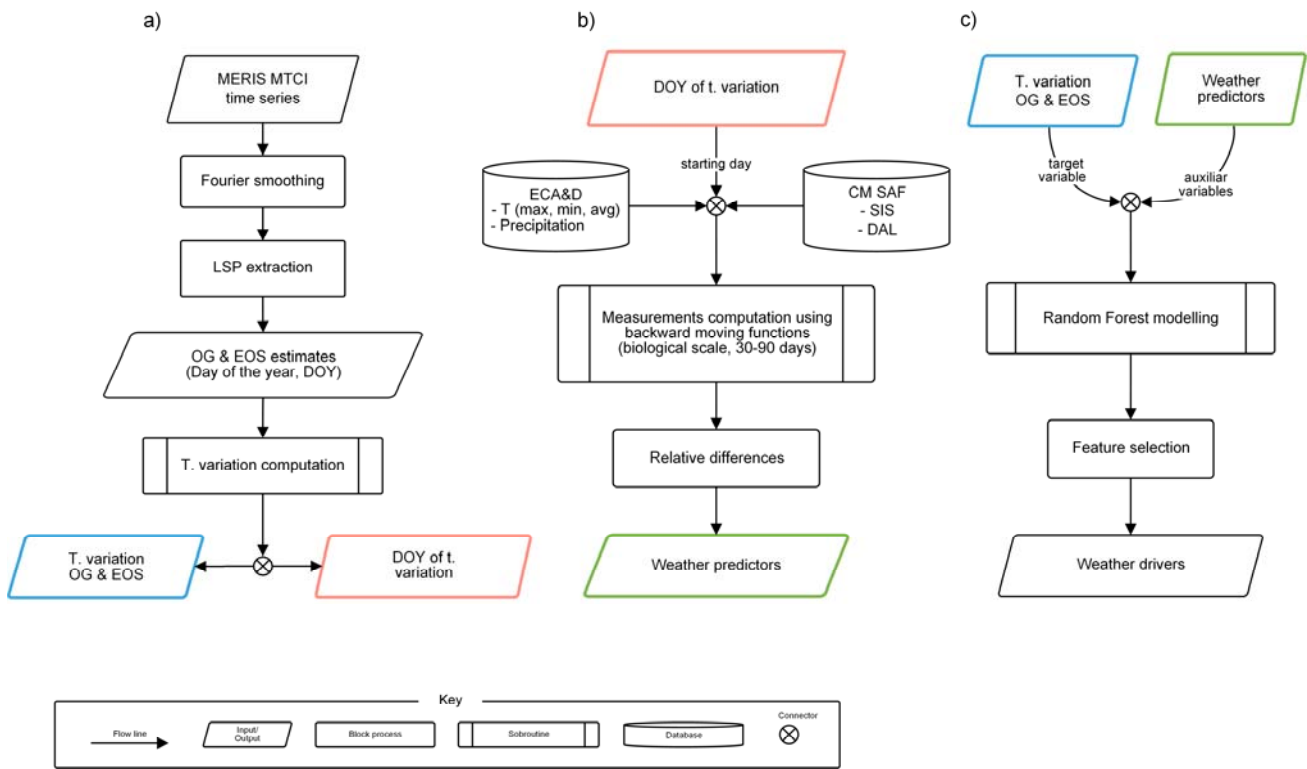 a)
MERIS MTCI
time series
Fourier smoothing
LSP extraction
OG & EOS estimates
(Day of the year, DOY)
T. variation computation
T. variation
OG & EOS
DOY of t.
variation
b)
DOY of t. variation
starting day
ECA&D
- T (max, min, avg)
- Precipitation
CM SAF
- SIS
- DAL
Measurements computation using
backward moving functions
(biological scale, 30-90 days)
Relative differences
Weather predictors
c)
T. variation
OG & EOS
Weather
predictors
target
variable
auxiliar
variables
Random Forest modelling
Feature selection
Weather drivers
Key
Flow line
Input/
Output
Block process
Sobroutine
Database
Connector